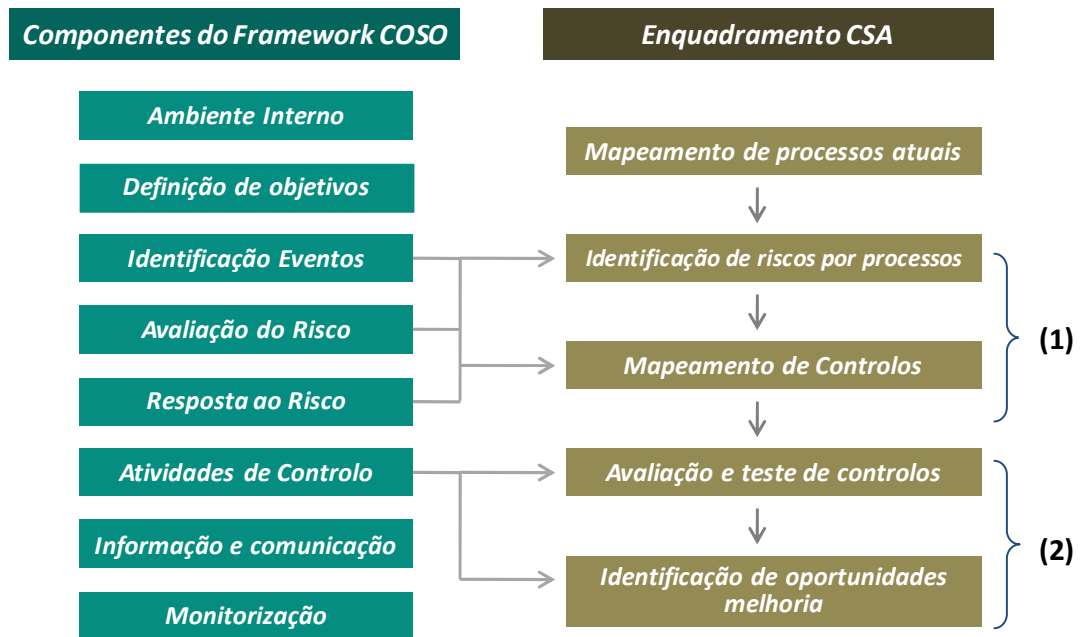 Componentes do Framework COSO
Ambiente Interno
Definição de objetivos
Identificação Eventos
Avaliação do Risco
Resposta ao Risco
Atividades de Controlo
Informação e comunicação
Monitorização
Enquadramento CSA
Mapeamento de processos atuais
Identificação de riscos por processos
Mapeamento de Controlos
Avaliação e teste de controlos
Identificação de oportunidades
melhoria
(1)
(2)